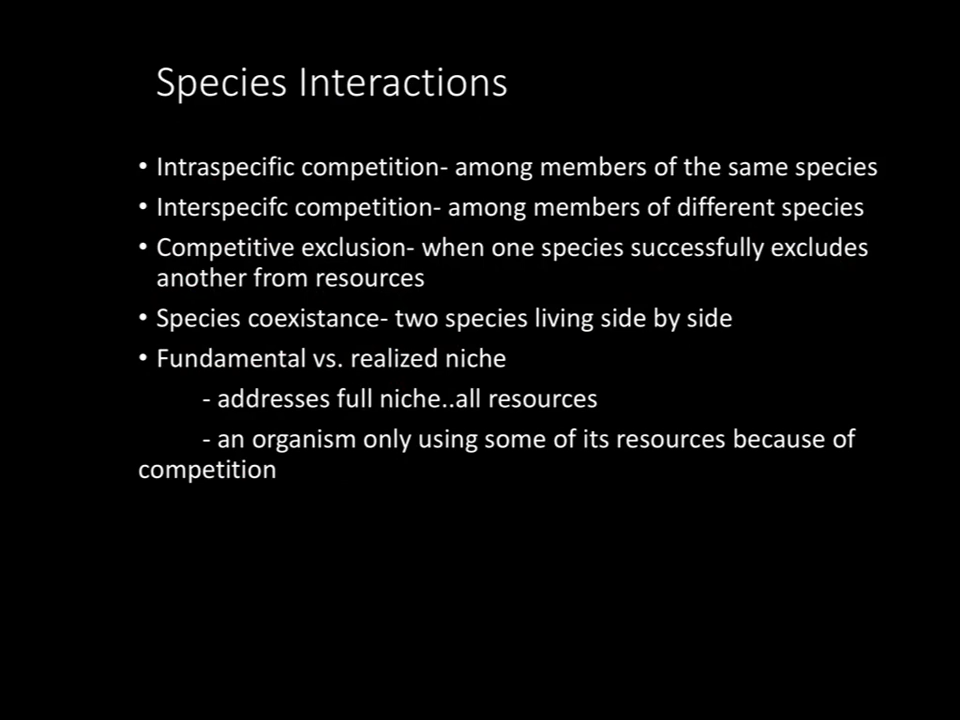 Species Interactions
• Intraspecific competition- among members of the same species
• Interspecifc competition- among members of different species
• Competitive exclusion- when one species successfully excludes
another from resources
• Species coexistance- two species living side by side
• Fundamental vs. realized niche
- addresses full niche..all resources
- an organism only using some of its resources because of
competition